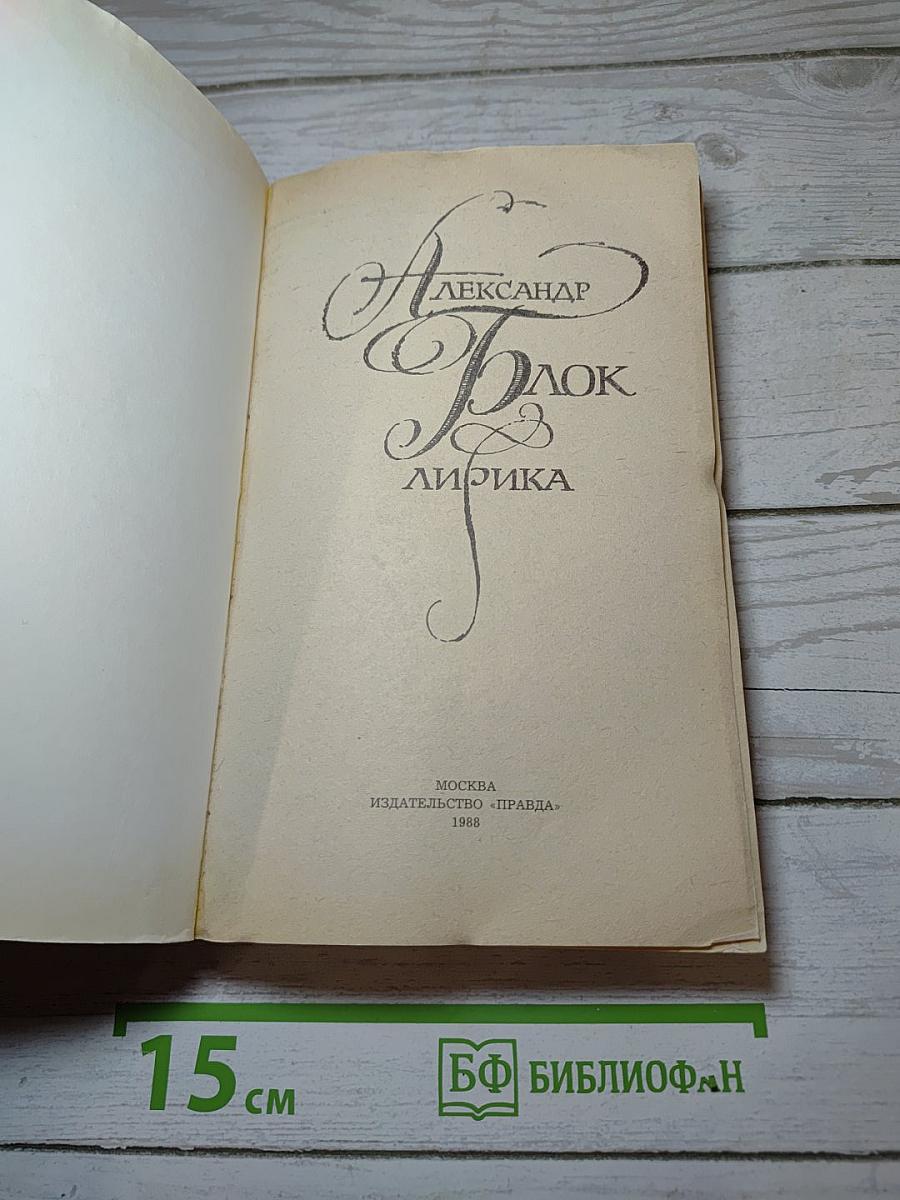 АЛЕКСАНДР
БЛОК
ЛИРИКА
МОСКВА
ИЗДАТЕЛЬСТВО «ПРАВДА»
1988
15 см
БФ БИБЛИОФАН